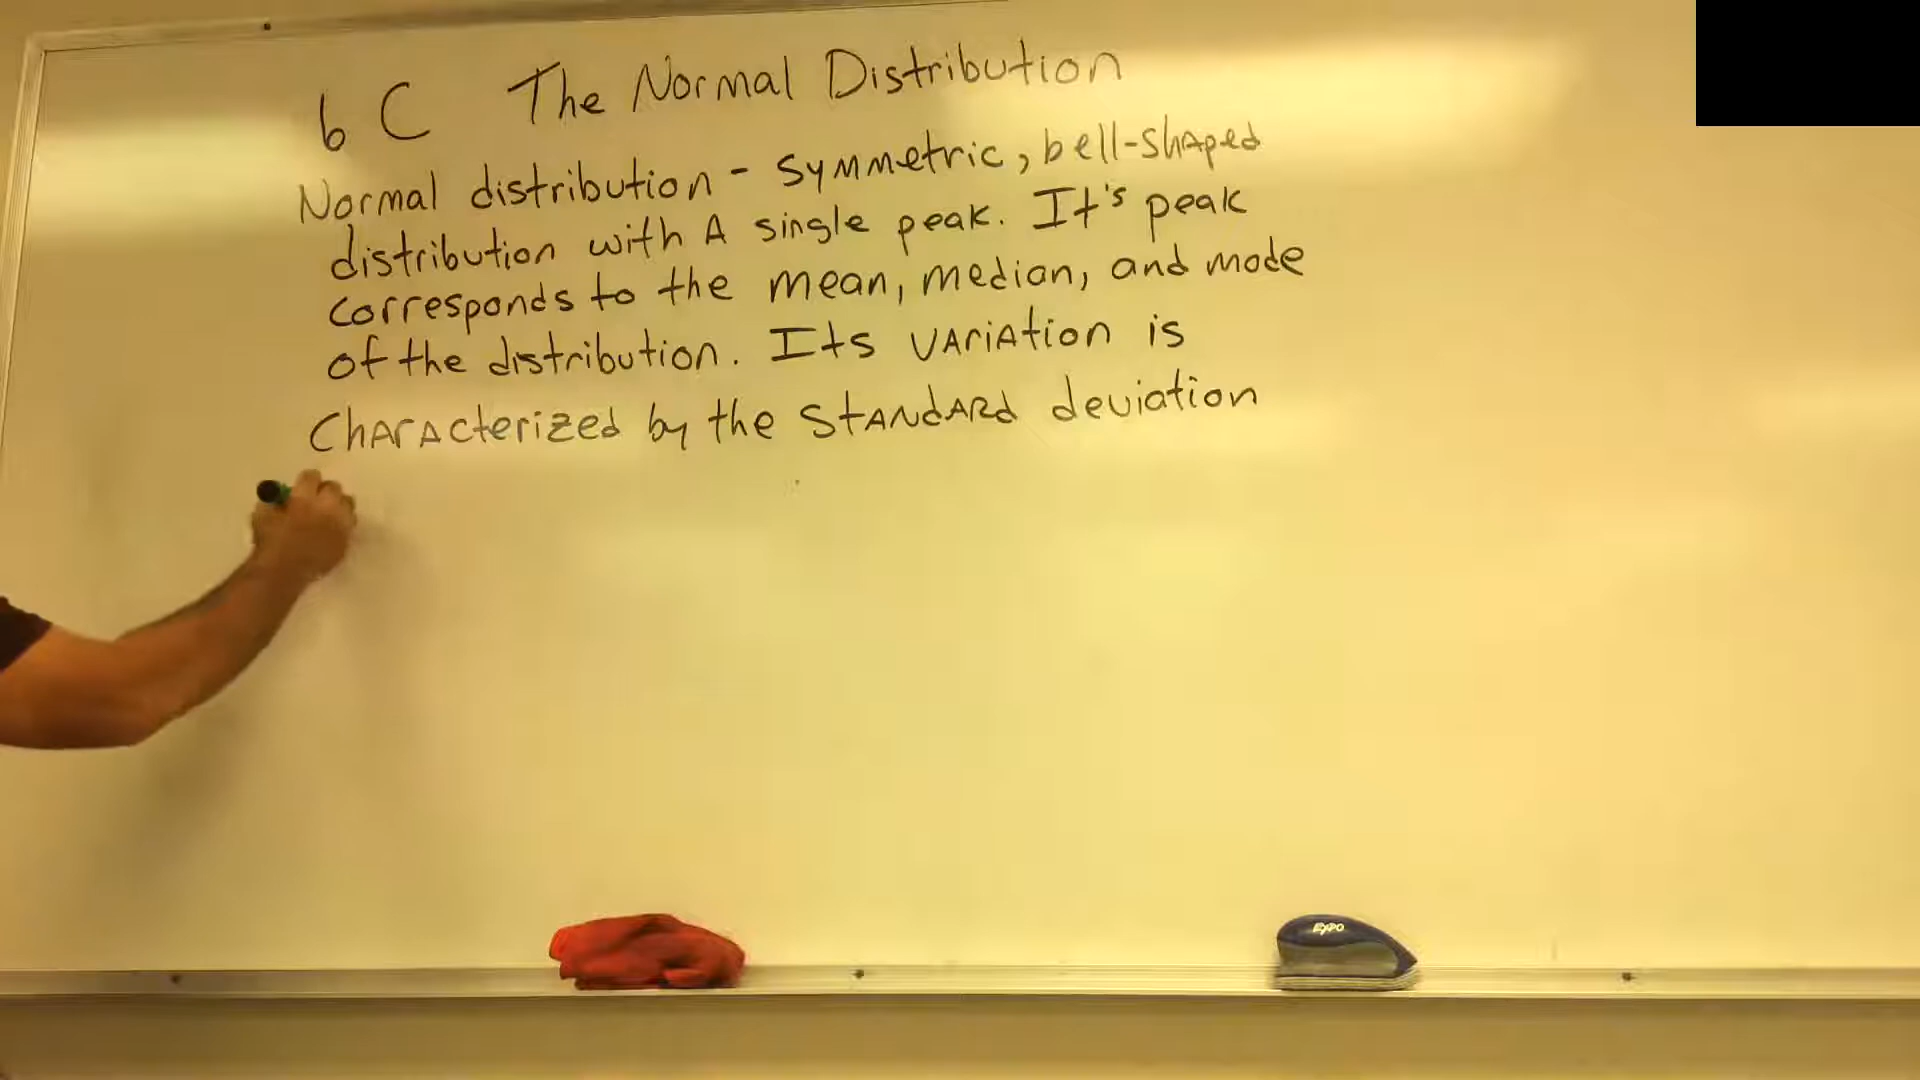 6 C The Normal Distribution
Normal distribution - symmetric, bell-shaped
distribution with A single peak. It's peak
corresponds to the mean, median, and mode
of the distribution. Its variation is
Characterized by the standard deviation
EXPO